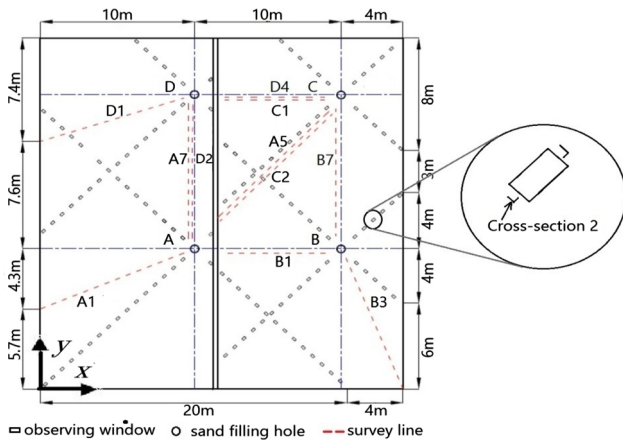 10m 10m 4m
7.4m
7.6m
4.3m
5.7m
D D4 C
D1 C1
A5
A7 D2 B7
C2
A B
B1
A1 B3
8m
3m
4m
4m
6m
Cross-section 2
y
x
20m 4m
observing window sand filling hole survey line